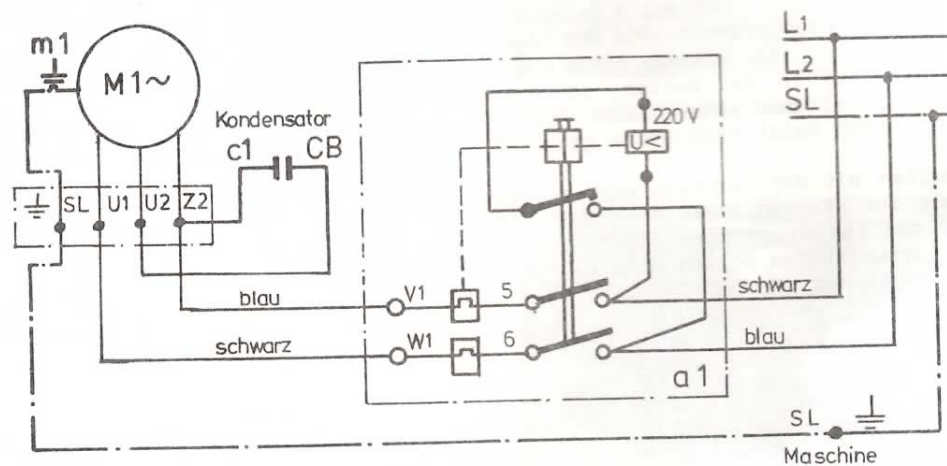 m1
M1~
Kondensator
c1 CB
SL U1 U2 Z2
blau
schwarz
V1
W1
5
6
220 V
U<
a1
L1
L2
SL
schwarz
blau
SL
Maschine